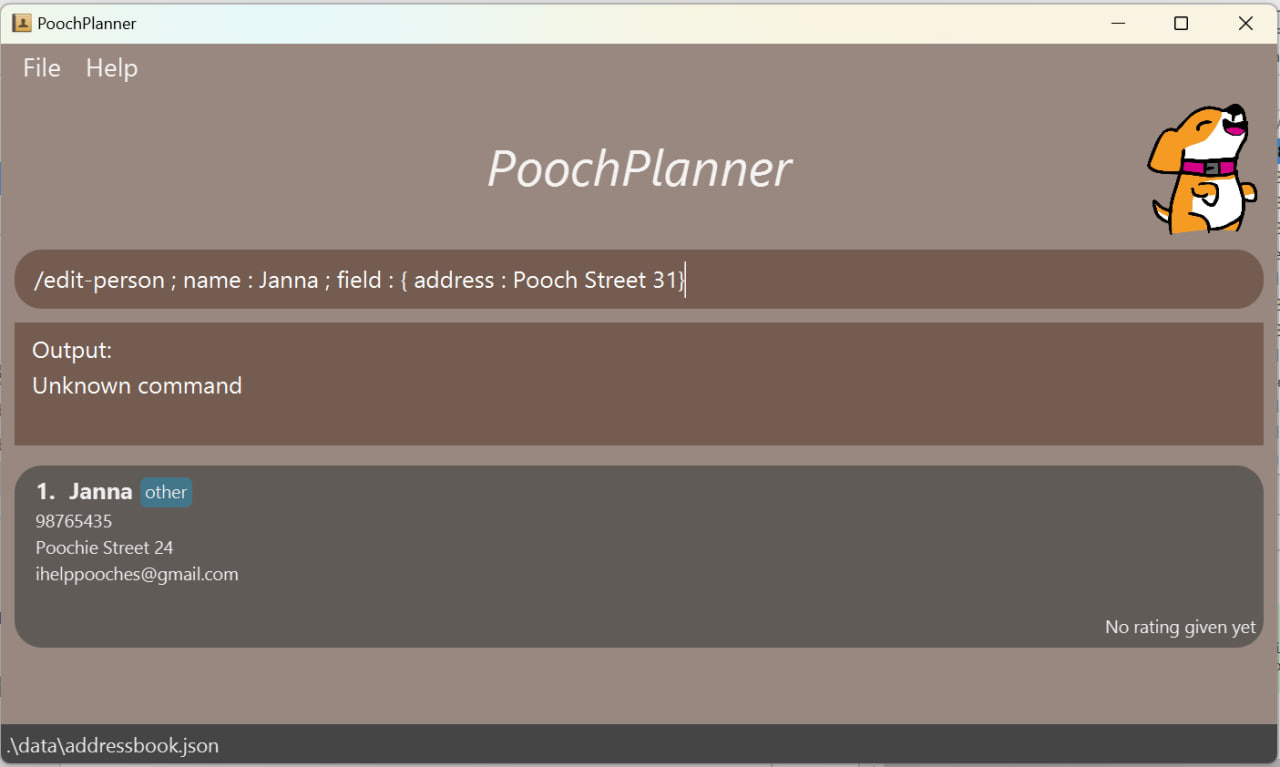 PoochPlanner
File Help
PoochPlanner
/edit-person ; name : Janna ; field : { address : Pooch Street 31}
Output:
Unknown command
1. Janna other
98765435
Poochie Street 24
ihelppooches@gmail.com
No rating given yet
.\data\addressbook.json